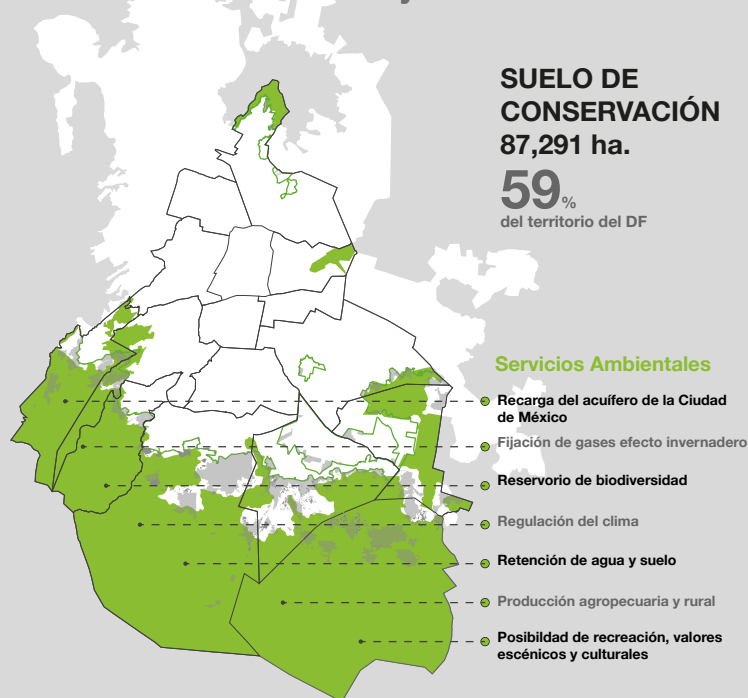 SUELO DE
CONSERVACIÓN
87,291 ha.
59%
del territorio del DF
Servicios Ambientales
Recarga del acuífero de la Ciudad
de México
Fijación de gases efecto invernadero
Reservorio de biodiversidad
Regulación del clima
Retención de agua y suelo
Producción agropecuaria y rural
Posibildad de recreación, valores
escénicos y culturales